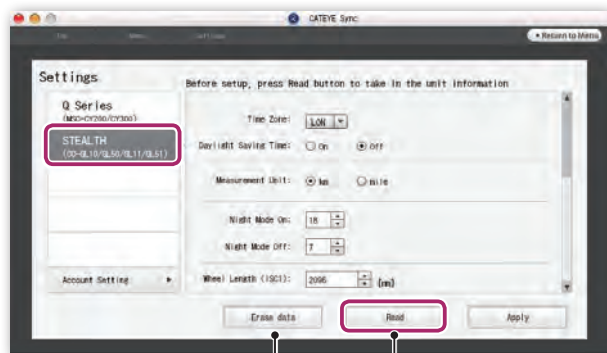 CATEYE Sync
Top Menu Settings
Return to Menu
Settings
Before setup, press Read button to take in the unit information
Q Series
(MSC-CY200/CY300)
STEALTH
(CC-GL10/GL50/GL11/GL51)
Account Setting
Time Zone: LON
Daylight Saving Time: On Off
Measurement Unit: km mile
Night Mode On: 18
Night Mode Off: 7
Wheel Length (ISC1): 2096 (mm)
Erase data Read Apply